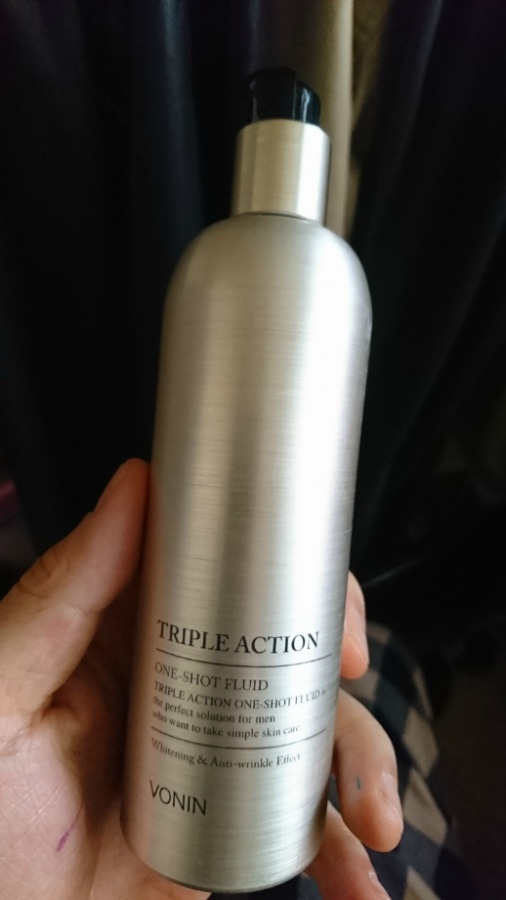 TRIPLE ACTION
ONE-SHOT FLUID
TRIPLE ACTION ONE-SHOT FLUID is
the perfect solution for men
who want to take simple skin care
Whitening & Anti-wrinkle Effect
VONIN